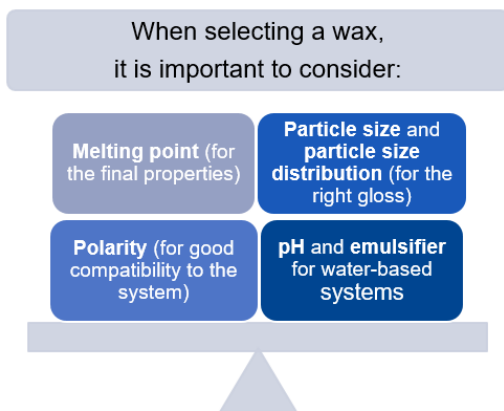 When selecting a wax,
it is important to consider:
Melting point (for
the final properties)
Particle size and
particle size
distribution (for the
right gloss)
Polarity (for good
compatibility to the
system)
pH and emulsifier
for water-based
systems